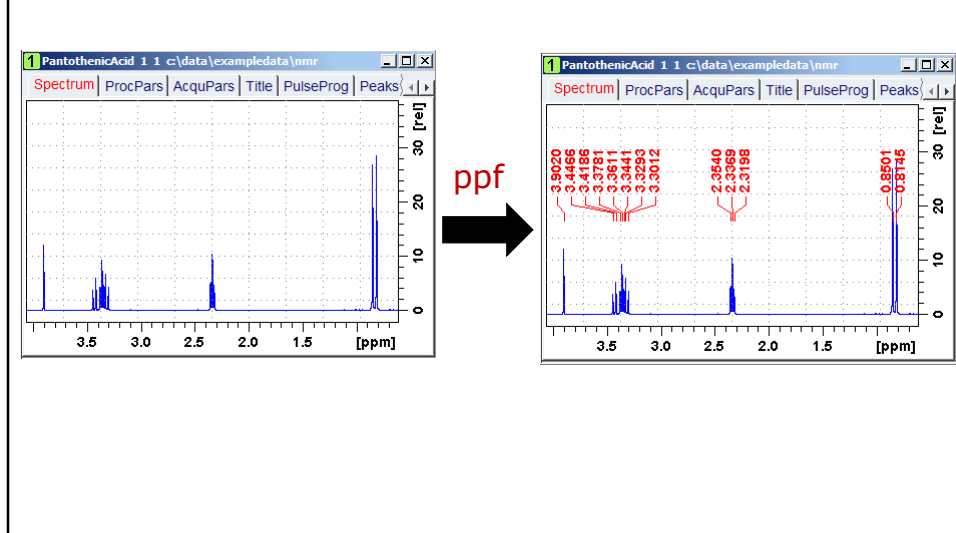 1 PantothenicAcid 1 1 c:\data\exampledata\nmr
Spectrum ProcPars AcquPars Title PulseProg Peaks
[rel]
30
20
10
0
3.5 3.0 2.5 2.0 1.5 [ppm]
ppf
1 PantothenicAcid 1 1 c:\data\exampledata\nmr
Spectrum ProcPars AcquPars Title PulseProg Peaks
3.9020
3.4466
3.4186
3.3781
3.3611
3.3441
3.3293
3.3012
2.3540
2.3369
2.3198
0.8501
0.8145
[rel]
30
20
10
0
3.5 3.0 2.5 2.0 1.5 [ppm]